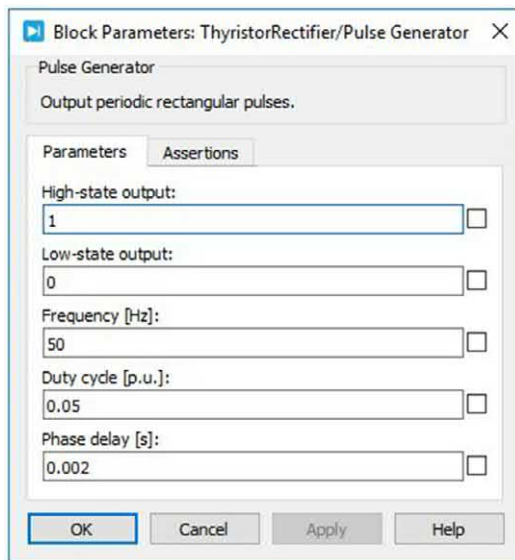 Block Parameters: ThyristorRectifier/Pulse Generator
Pulse Generator
Output periodic rectangular pulses.
Parameters Assertions
High-state output:
1
Low-state output:
0
Frequency [Hz]:
50
Duty cycle [p.u.]:
0.05
Phase delay [s]:
0.002
OK Cancel Apply Help